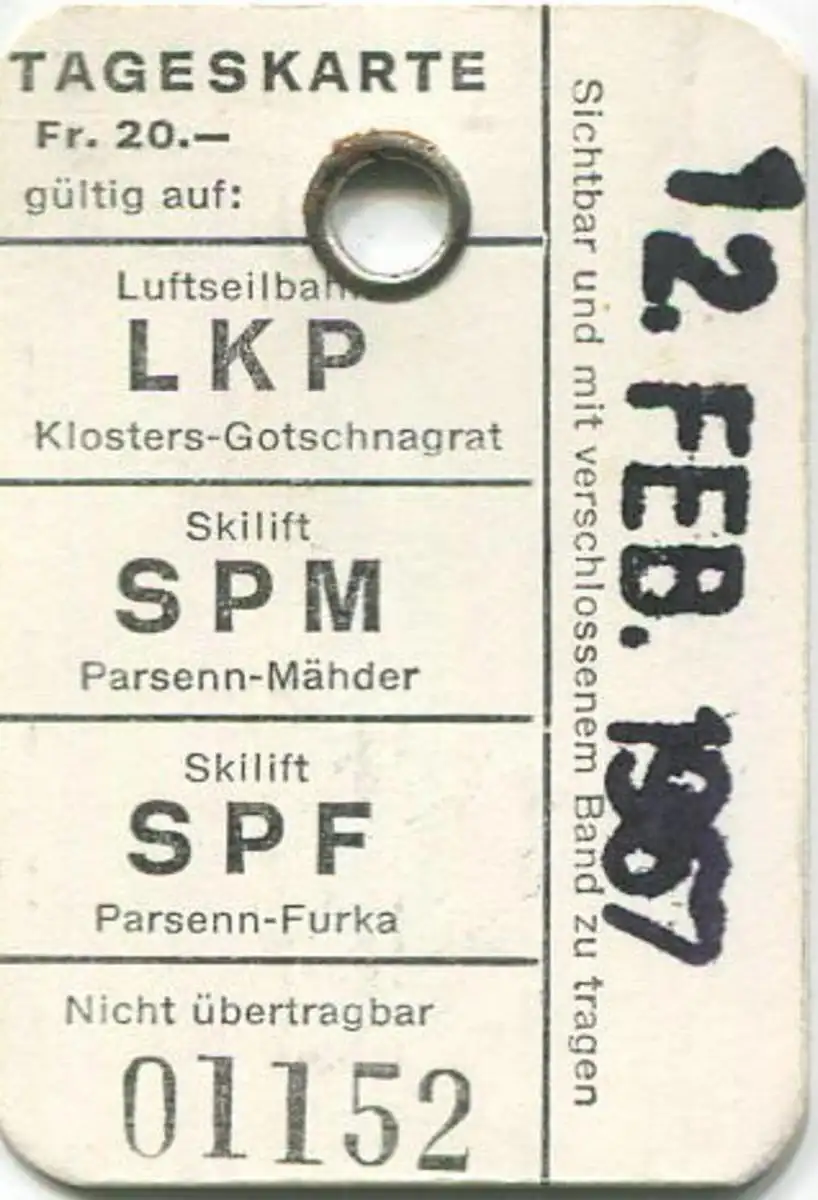 TAGESKARTE
Fr. 20.—
gültig auf:
LKP
Klosters-Gotschnagrat
Skilift
SPM
Parsenn-Mähder
Skilift
SPF
Parsenn-Furka
Nicht übertragbar
01152
Sichtbar und mit verschlossenem Band zu tragen
12. FEB. 1967